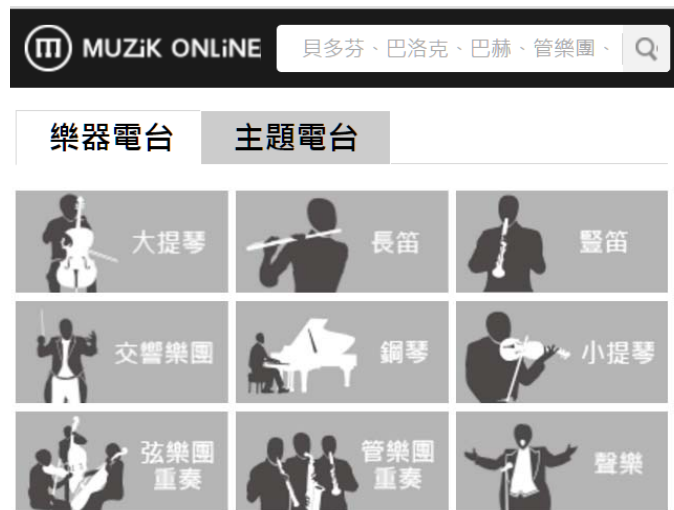 MUZiK ONLiNE
貝多芬、巴洛克、巴赫、管樂團、
樂器電台
主題電台
大提琴
長笛
豎笛
交響樂團
鋼琴
小提琴
弦樂團
重奏
管樂團
重奏
聲樂